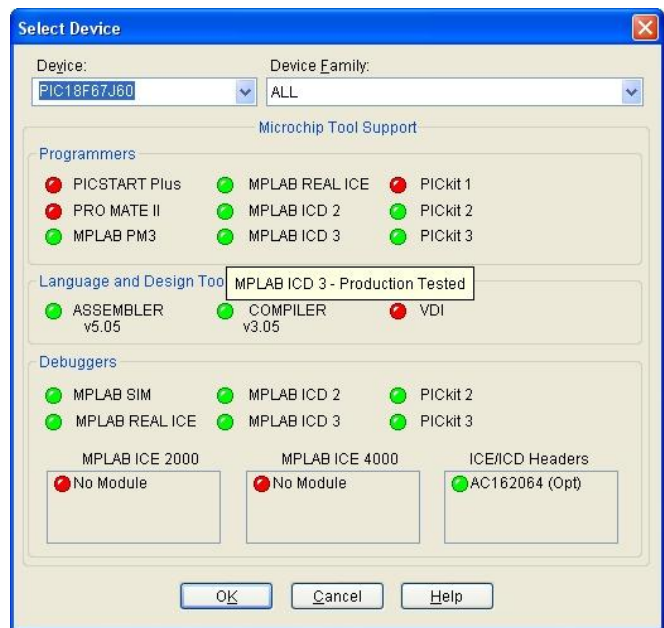 Select Device
Device: Device Family:
PIC18F67J60 ALL
Microchip Tool Support
Programmers
PICSTART Plus MPLAB REAL ICE PICkit 1
PRO MATE II MPLAB ICD 2 PICkit 2
MPLAB PM3 MPLAB ICD 3 PICkit 3
Language and Design Too
MPLAB ICD 3 - Production Tested
ASSEMBLER COMPILER VDI
v5.05 v3.05
Debuggers
MPLAB SIM MPLAB ICD 2 PICkit 2
MPLAB REAL ICE MPLAB ICD 3 PICkit 3
MPLAB ICE 2000 MPLAB ICE 4000 ICE/ICD Headers
No Module No Module AC162064 (Opt)
OK Cancel Help